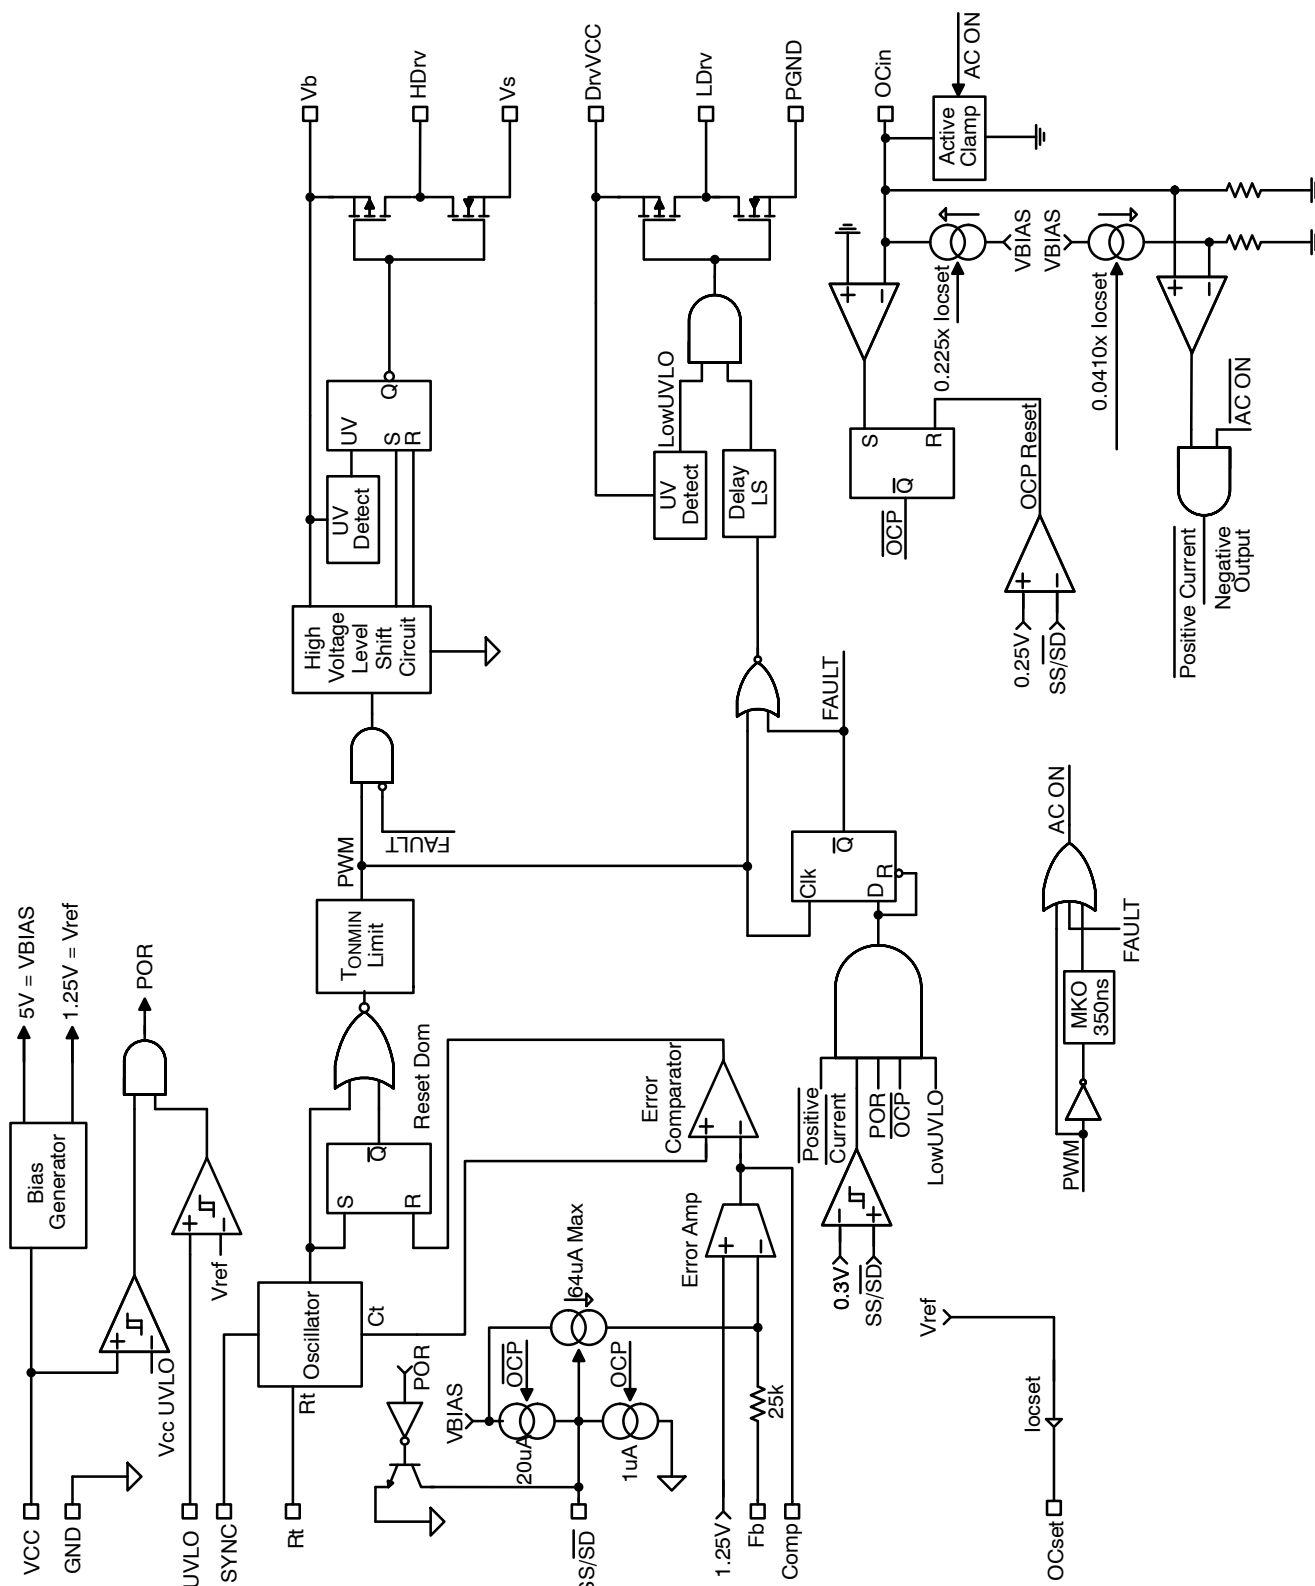 VCC
GND
UVLO
SYNC
Rt
SS/SD
1.25V
Fb
Comp
OCset
Bias
Generator
5V = VBIAS
1.25V = Vref
Vcc UVLO
+
−
Vref
+
−
POR
Rt
Oscillator
Ct
S
R
Q
Reset Dom
TONMIN
Limit
PWM
FAULT
High
Voltage
Level
Shift
Circuit
UV
Detect
UV
S
R
Q
Vb
HDrv
Vs
POR
VBIAS
20uA
OCP
64uA Max
1uA
OCP
25k
Error Amp
+
−
Error
Comparator
+
−
0.3V
SS/SD
−
+
Positive
Current
POR
OCP
LowUVLO
Clk
D
R
Q
FAULT
UV
Detect
LowUVLO
Delay
LS
DrvVCC
LDrv
PGND
OCin
Active
Clamp
AC ON
+
−
S
R
Q
OCP
OCP Reset
0.25V
SS/SD
+
−
0.225x Iocset
VBIAS
VBIAS
0.0410x Iocset
+
−
AC ON
Positive Current
Negative
Output
PWM
MKO
350ns
FAULT
AC ON
Vref
Iocset